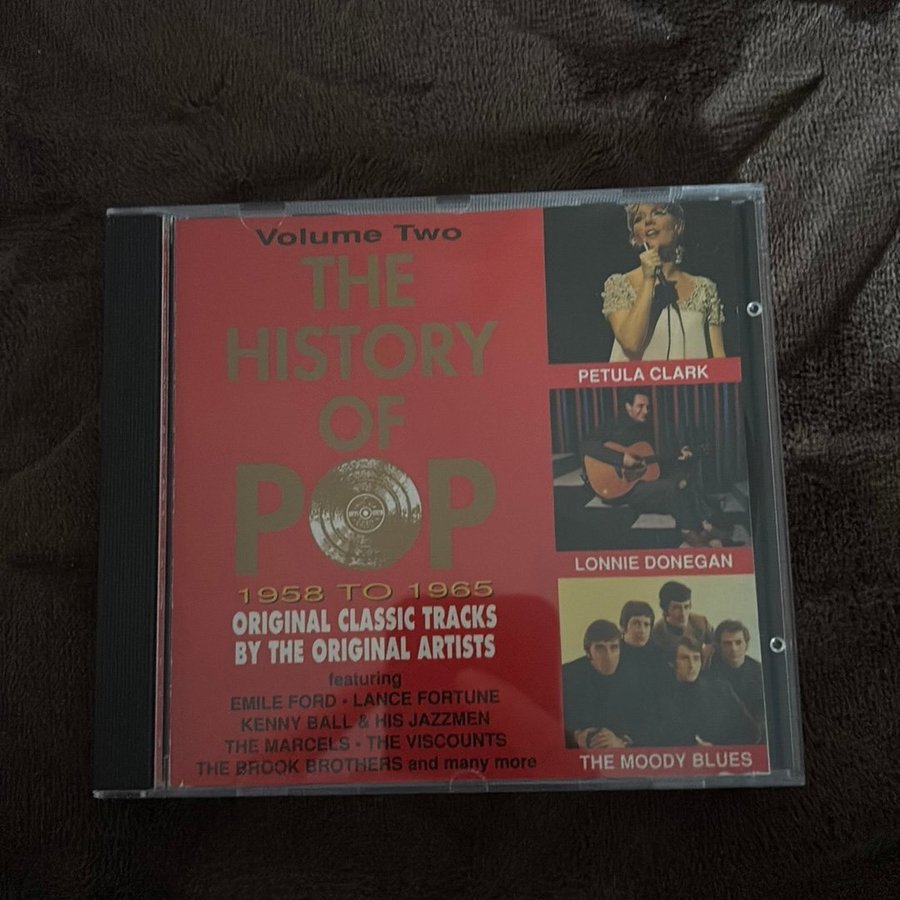 Volume Two
THE
HISTORY
OF
POP
1958 TO 1965
ORIGINAL CLASSIC TRACKS
BY THE ORIGINAL ARTISTS
featuring
EMILE FORD · LANCE FORTUNE
KENNY BALL & HIS JAZZMEN
THE MARCELS · THE VISCOUNTS
THE BROOK BROTHERS and many more
PETULA CLARK
LONNIE DONEGAN
THE MOODY BLUES